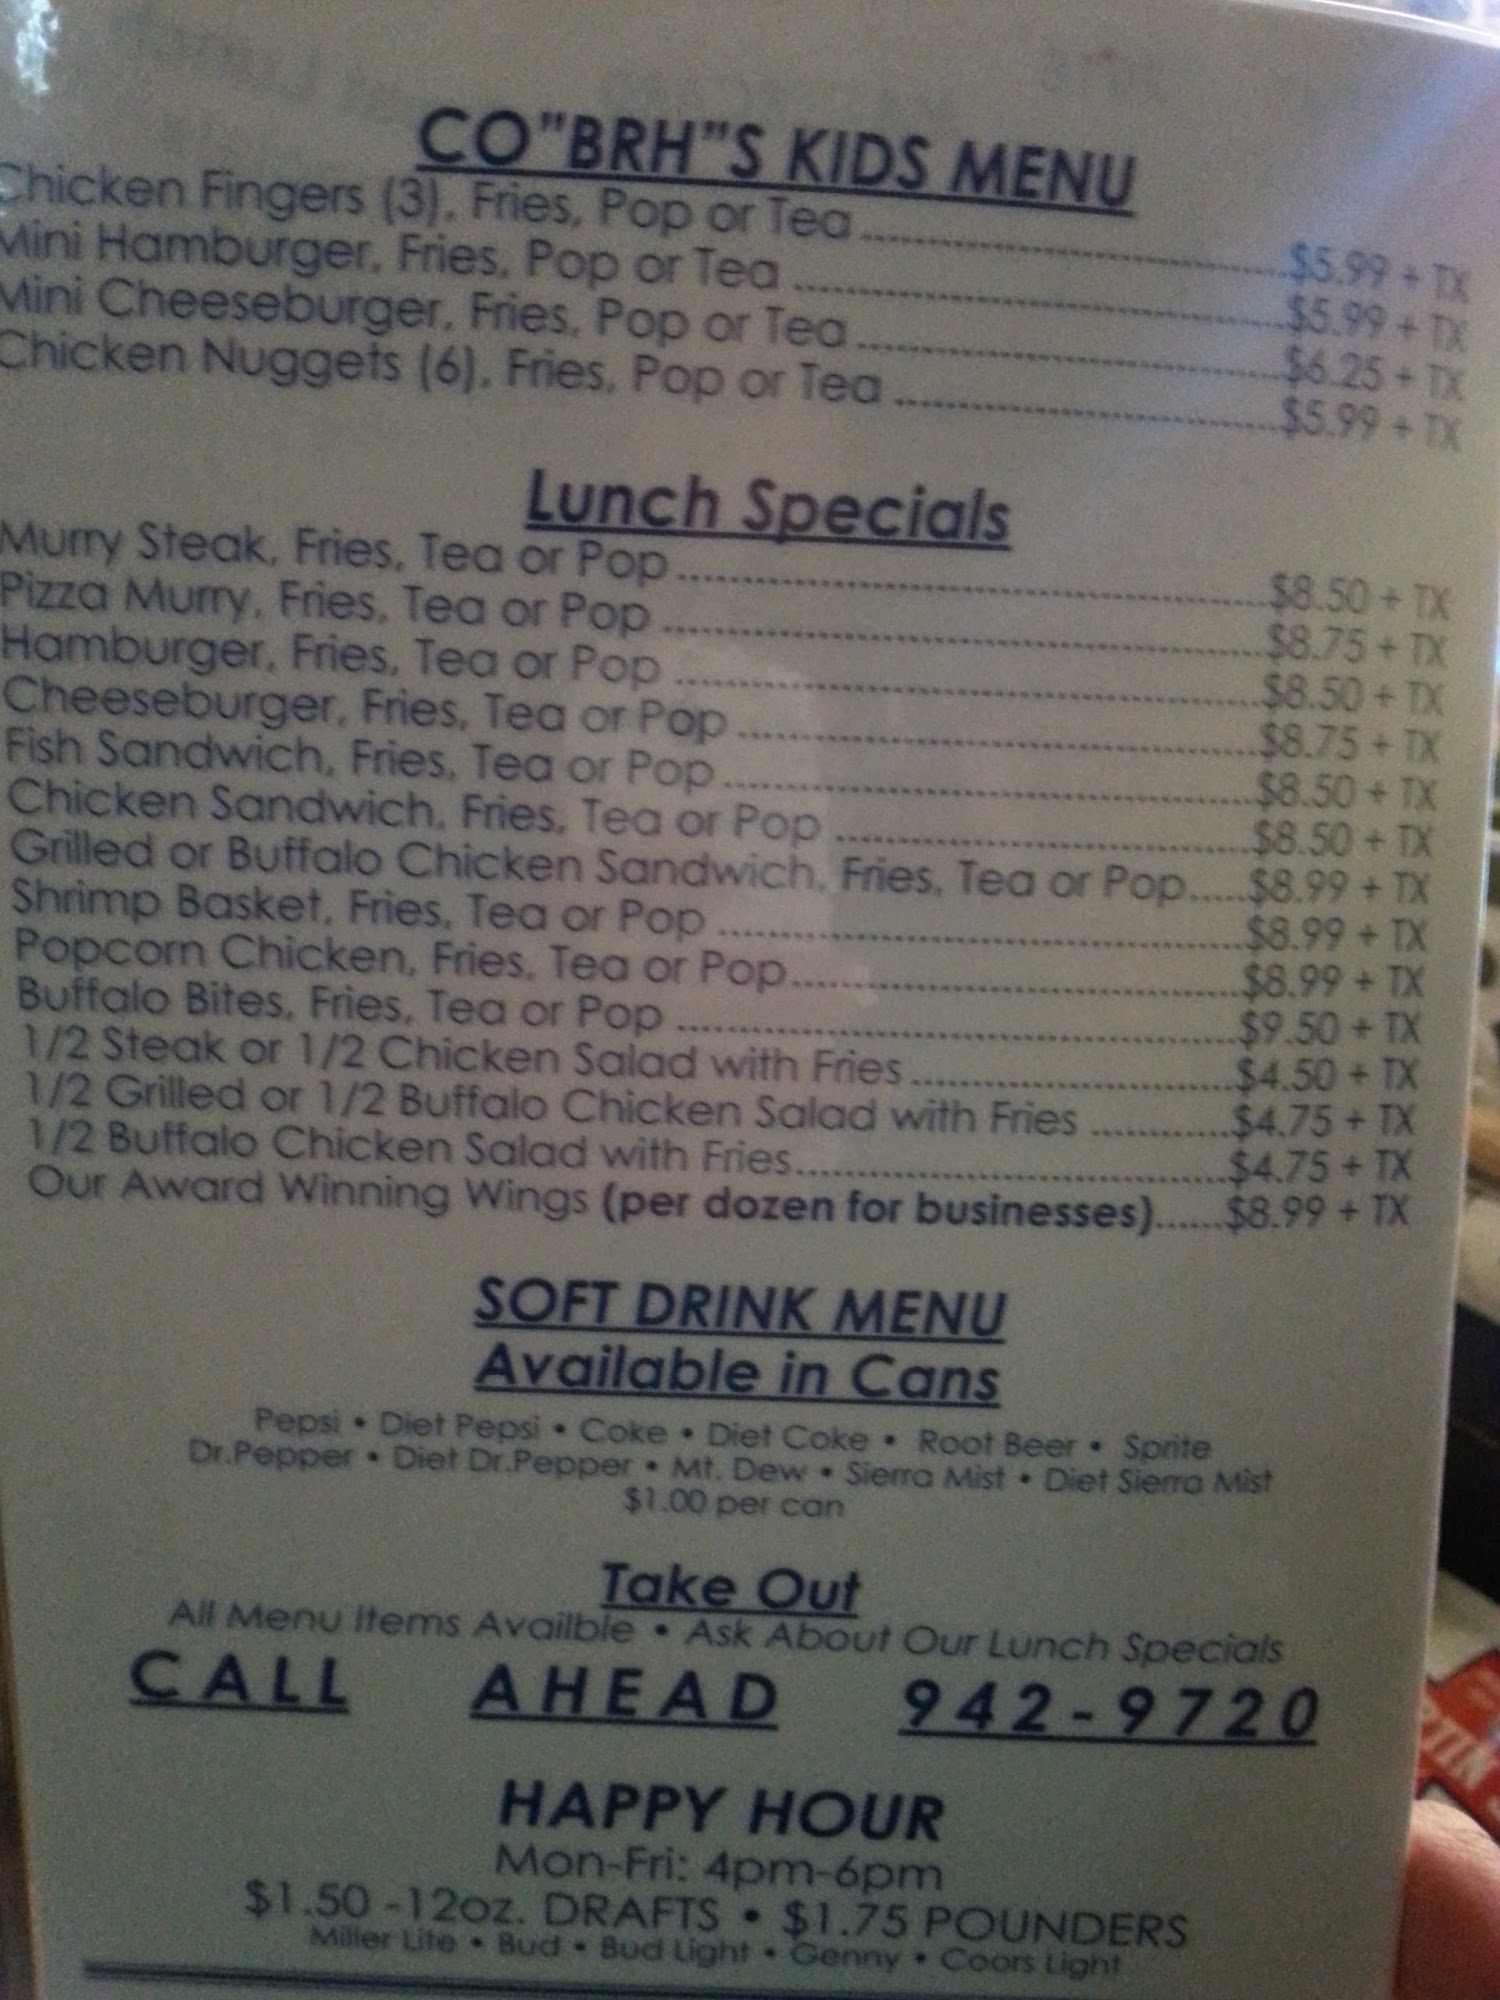 CO"BRH"S KIDS MENU
Chicken Fingers (3), Fries, Pop or Tea $5.99 + TX
Mini Hamburger, Fries, Pop or Tea $5.99 + TX
Mini Cheeseburger, Fries, Pop or Tea $6.25 + TX
Chicken Nuggets (6), Fries, Pop or Tea $5.99 + TX
Lunch Specials
Murry Steak, Fries, Tea or Pop $8.50 + TX
Pizza Murry, Fries, Tea or Pop $8.75 + TX
Hamburger, Fries, Tea or Pop $8.50 + TX
Cheeseburger, Fries, Tea or Pop $8.75 + TX
Fish Sandwich, Fries, Tea or Pop $8.50 + TX
Chicken Sandwich, Fries, Tea or Pop $8.50 + TX
Grilled or Buffalo Chicken Sandwich, Fries, Tea or Pop $8.99 + TX
Shrimp Basket, Fries, Tea or Pop $8.99 + TX
Popcorn Chicken, Fries, Tea or Pop $8.99 + TX
Buffalo Bites, Fries, Tea or Pop $9.50 + TX
1/2 Steak or 1/2 Chicken Salad with Fries $4.50 + TX
1/2 Grilled or 1/2 Buffalo Chicken Salad with Fries $4.75 + TX
1/2 Buffalo Chicken Salad with Fries $4.75 + TX
Our Award Winning Wings (per dozen for businesses) $8.99 + TX
SOFT DRINK MENU
Available in Cans
Pepsi • Diet Pepsi • Coke • Diet Coke • Root Beer • Sprite
Dr.Pepper • Diet Dr.Pepper • Mt. Dew • Sierra Mist • Diet Sierra Mist
$1.00 per can
Take Out
All Menu Items Availble • Ask About Our Lunch Specials
CALL AHEAD 942-9720
HAPPY HOUR
Mon-Fri: 4pm-6pm
$1.50 -12oz. DRAFTS • $1.75 POUNDERS
Miller Lite • Bud • Bud Light • Genny • Coors Light